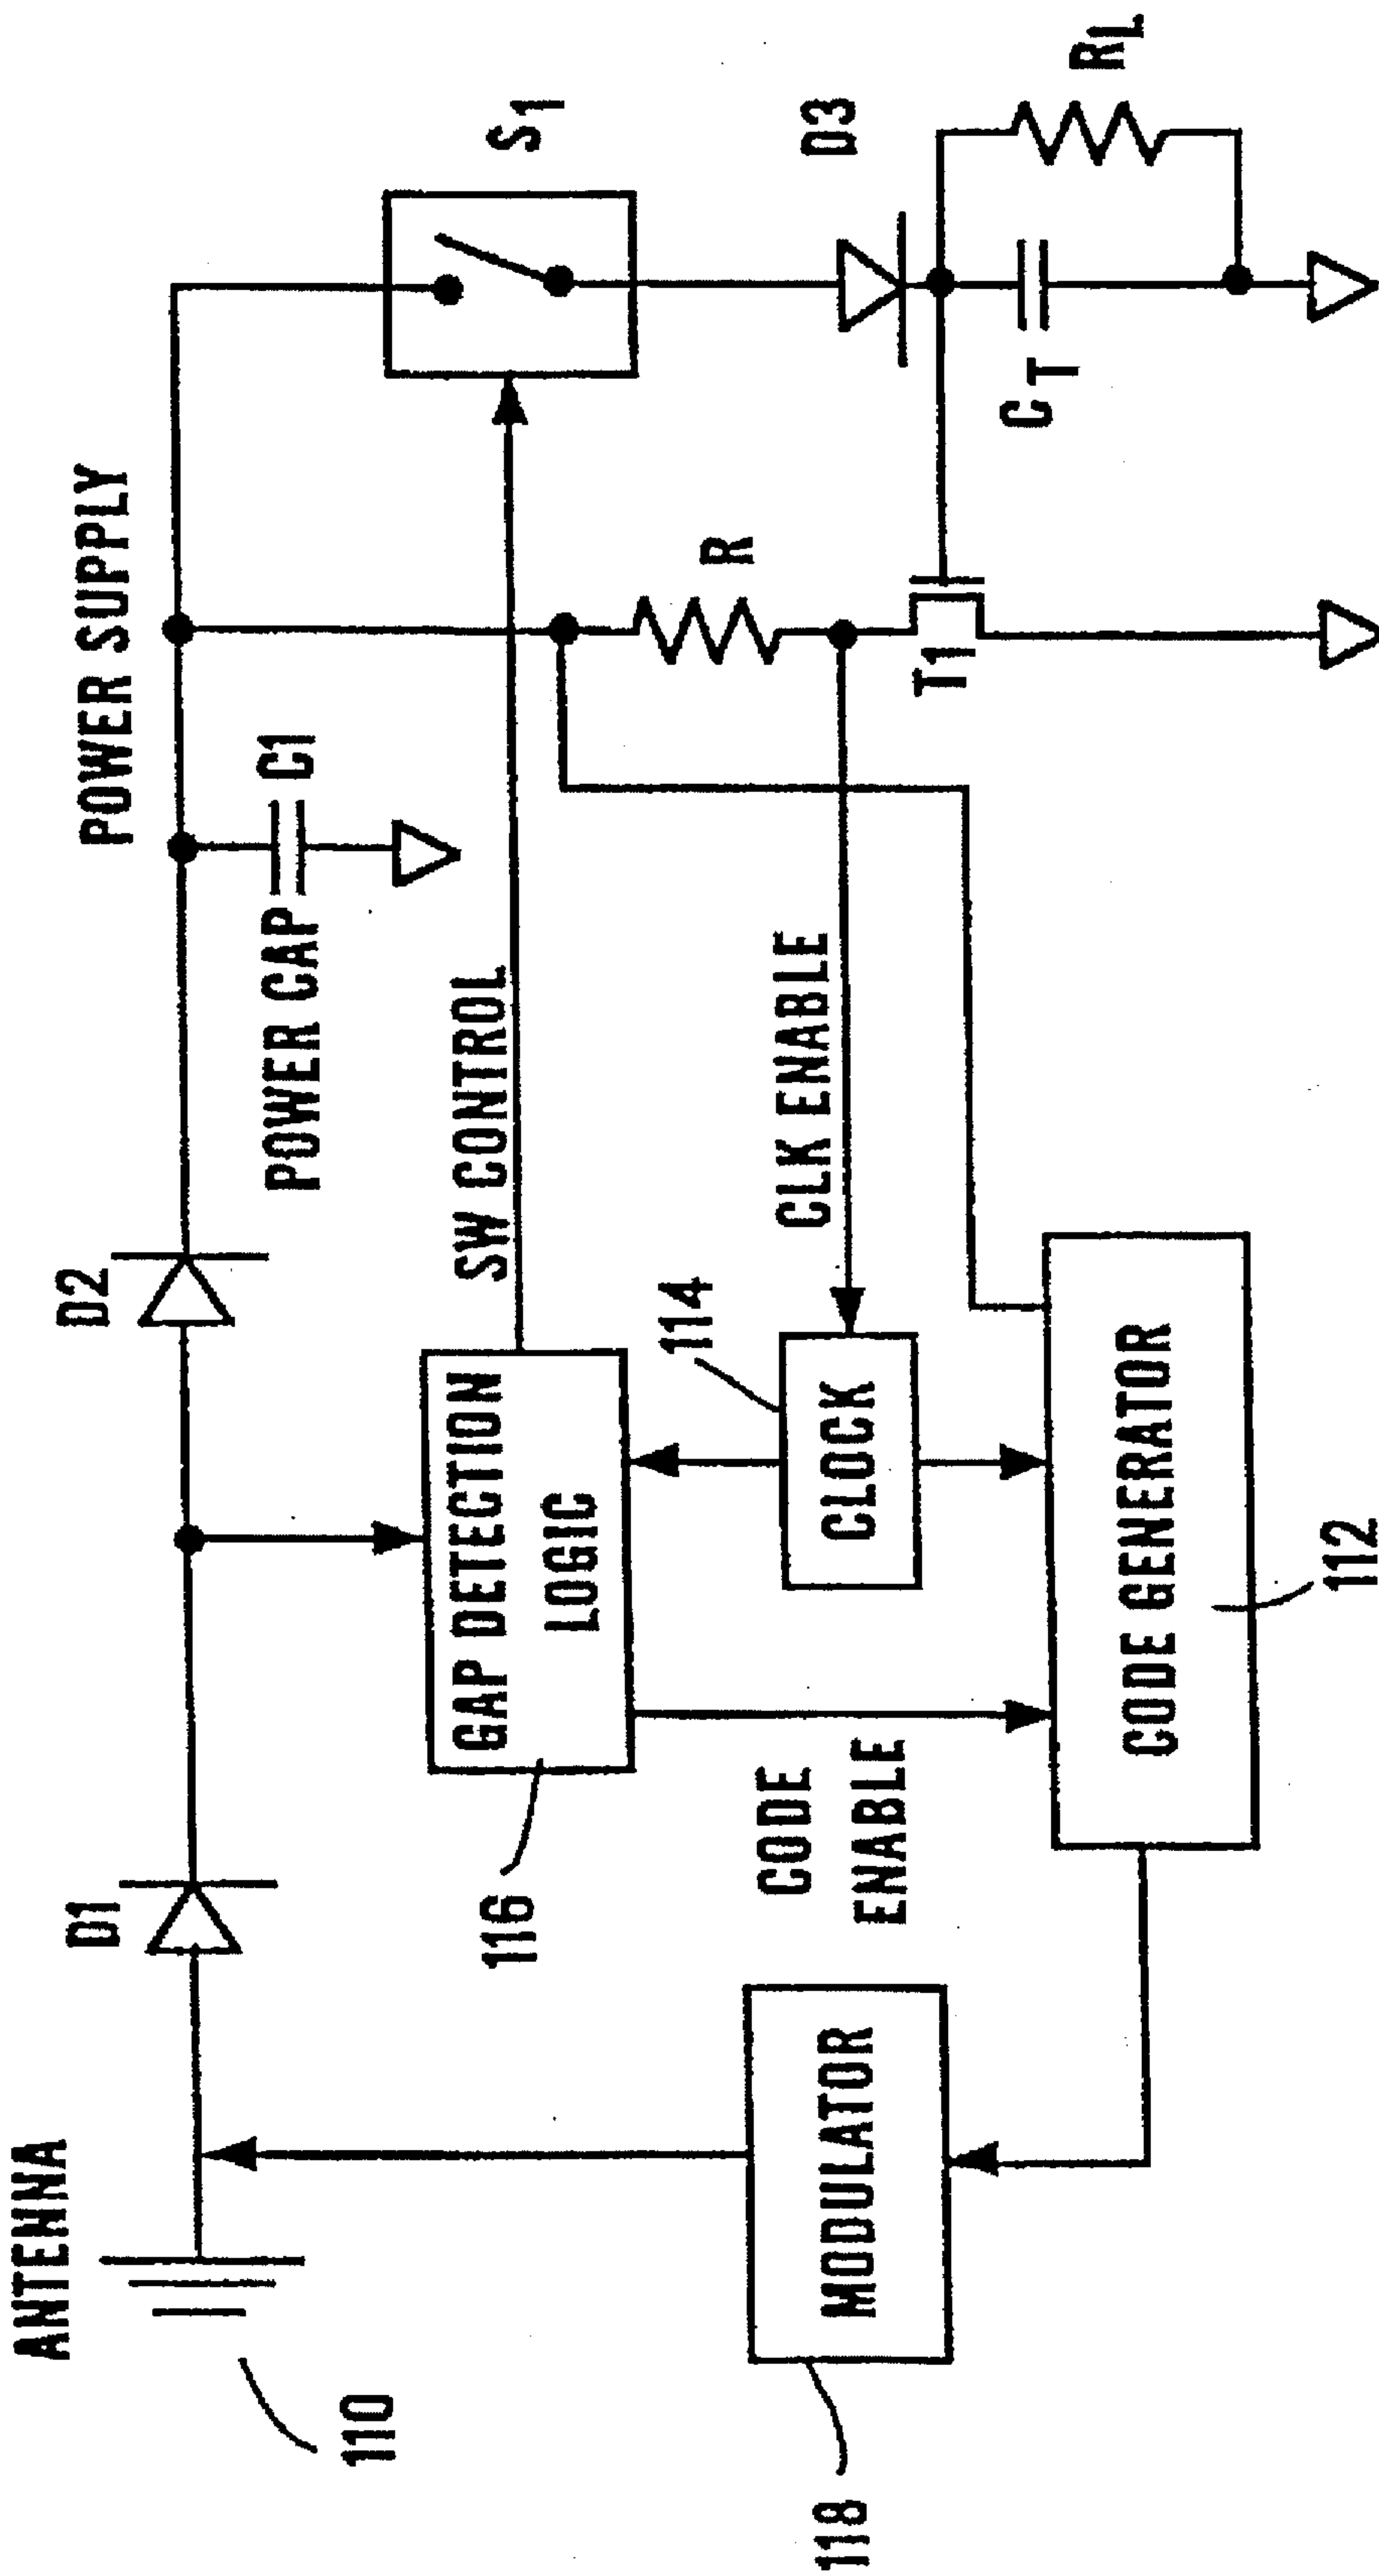 ANTENNA
110
D1
D2
POWER SUPPLY
POWER CAP C1
S1
SW CONTROL
GAP DETECTION
LOGIC
116
R
CLK ENABLE
114
CLOCK
T1
D3
CT
RL
CODE
ENABLE
MODULATOR
118
CODE GENERATOR
112